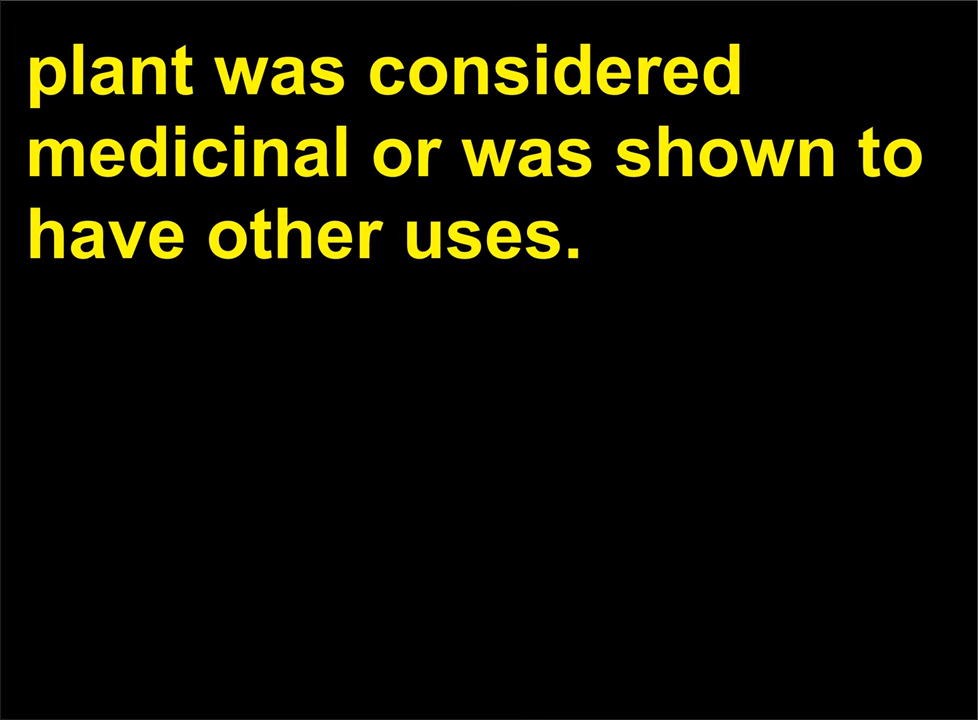 plant was considered
medicinal or was shown to
have other uses.